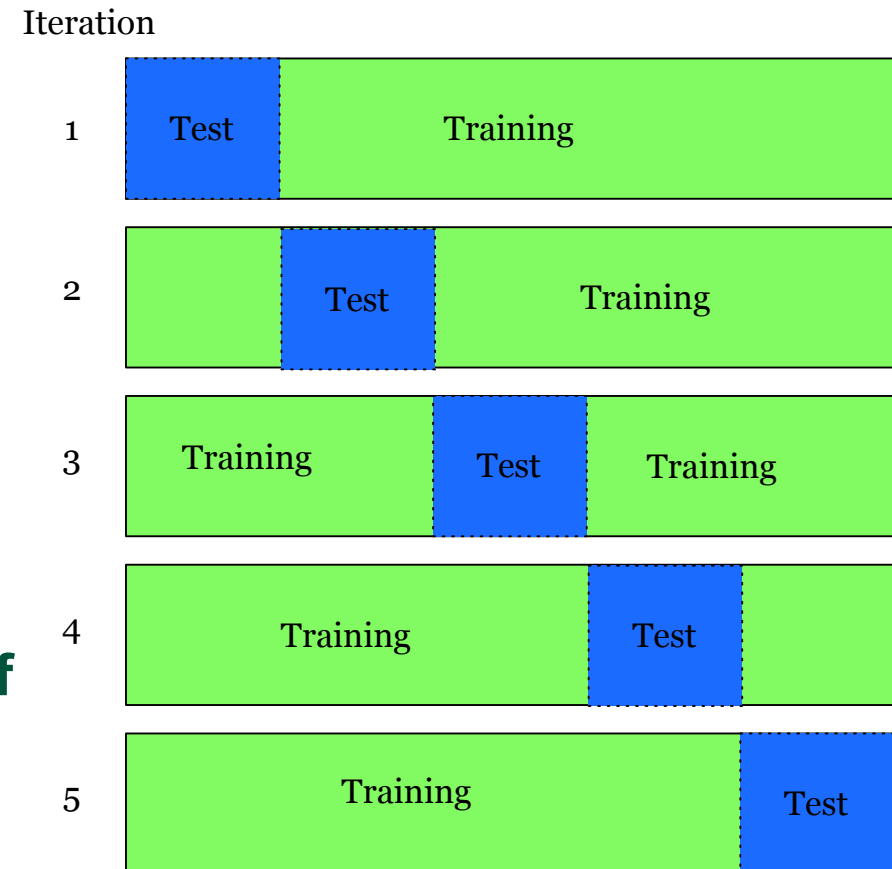 Iteration
1 Test Training
2 Test Training
3 Training Test Training
4 Training Test
f
5 Training Test